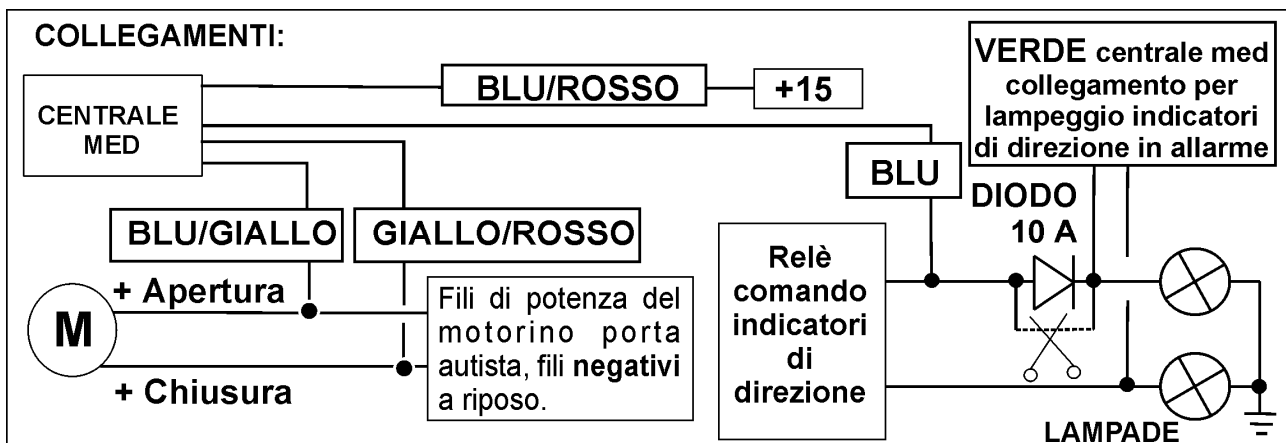 COLLEGAMENTI:
CENTRALE
MED
BLU/ROSSO
+15
VERDE centrale med
collegamento per
lampeggio indicatori
di direzione in allarme
BLU
DIODO
10 A
BLU/GIALLO
GIALLO/ROSSO
M
+ Apertura
+ Chiusura
Fili di potenza del
motorino porta
autista, fili negativi
a riposo.
Relè
comando
indicatori
di
direzione
LAMPADE